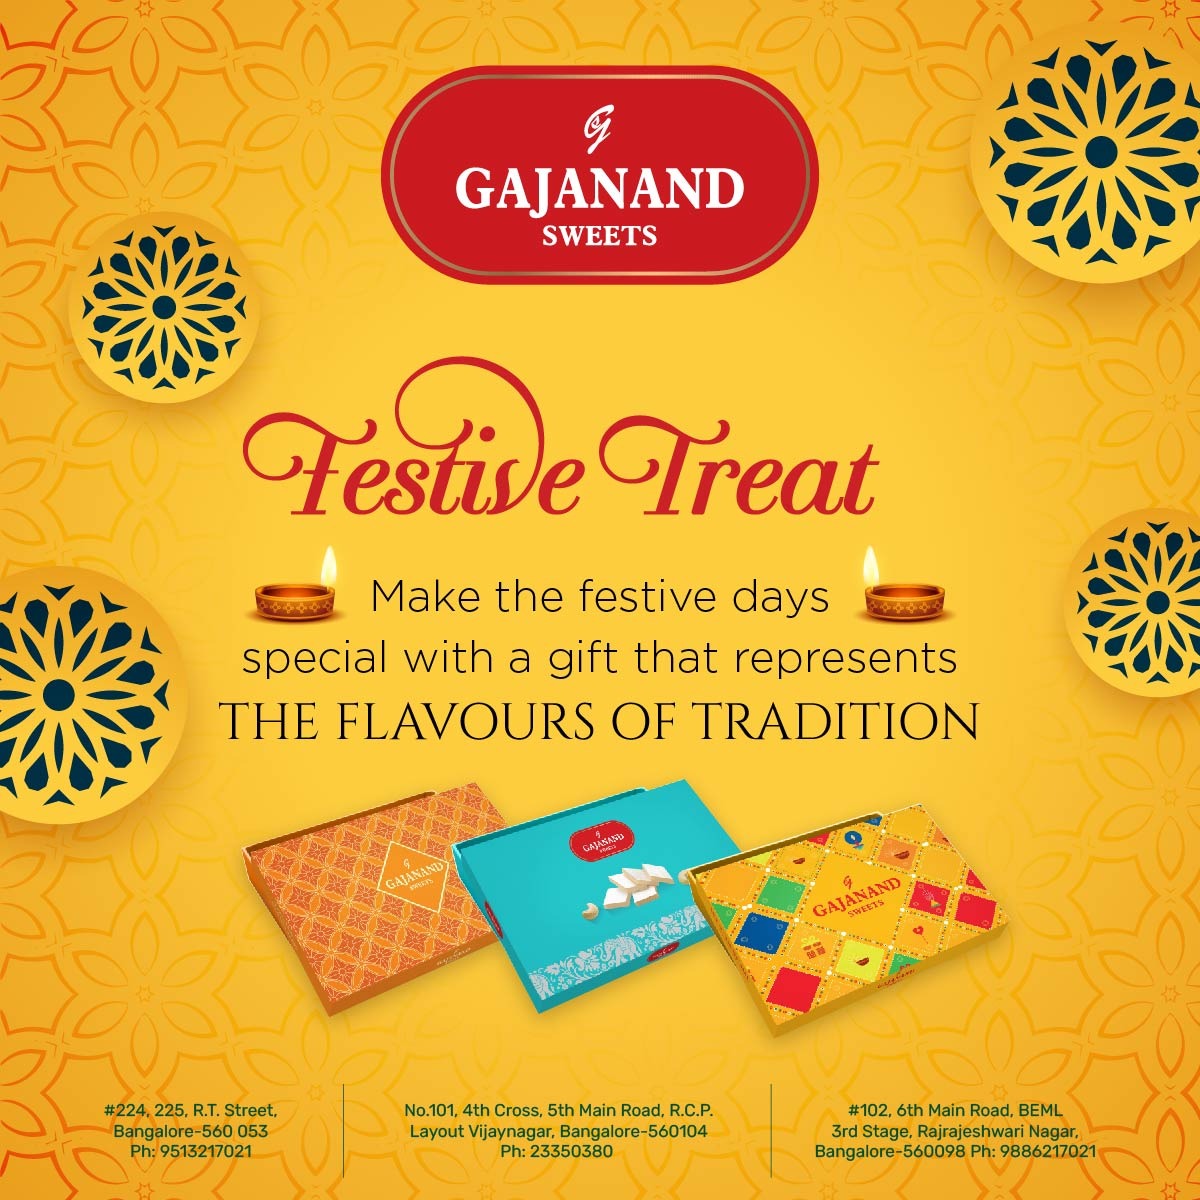 GAJANAND
SWEETS
Festive Treat
Make the festive days
special with a gift that represents
THE FLAVOURS OF TRADITION
GAJANAND
SWEETS
GAJANAND
SWEETS
GAJANAND
SWEETS
#224, 225, R.T. Street,
Bangalore-560 053
Ph: 9513217021
No.101, 4th Cross, 5th Main Road, R.C.P.
Layout Vijaynagar, Bangalore-560104
Ph: 23350380
#102, 6th Main Road, BEML
3rd Stage, Rajrajeshwari Nagar,
Bangalore-560098 Ph: 9886217021